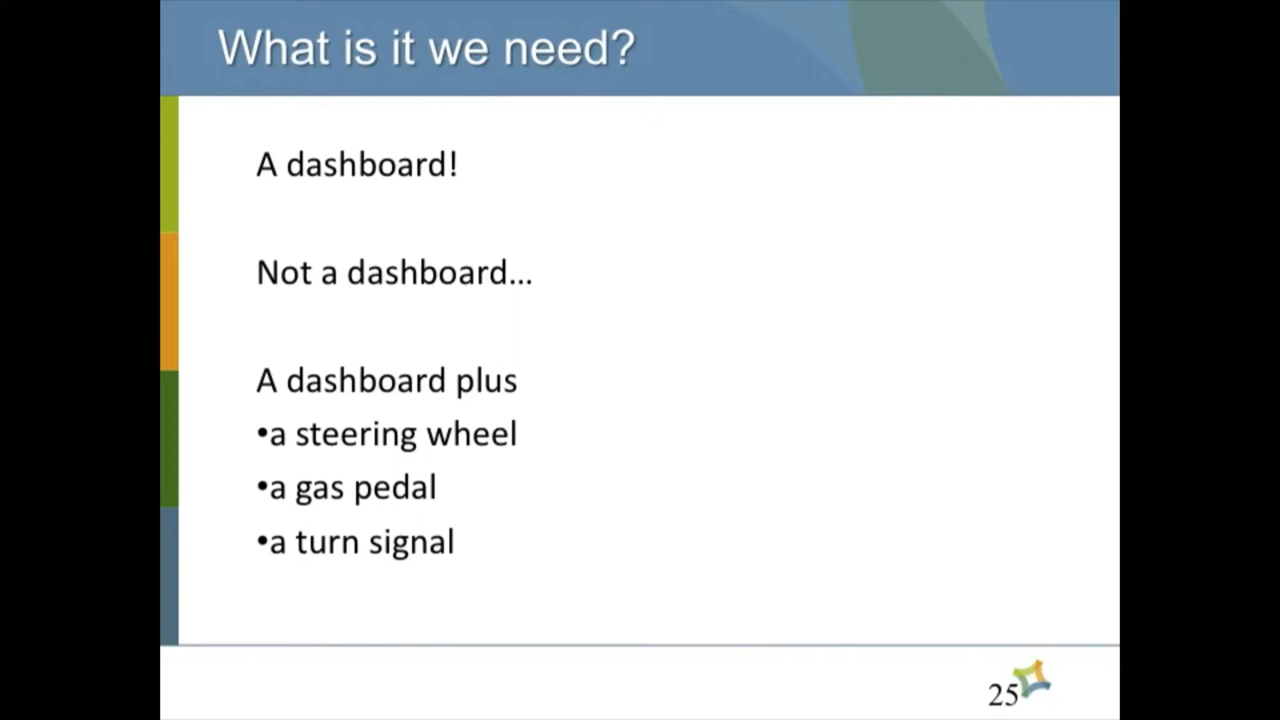 What is it we need?
A dashboard!
Not a dashboard...
A dashboard plus
•a steering wheel
•a gas pedal
•a turn signal
25